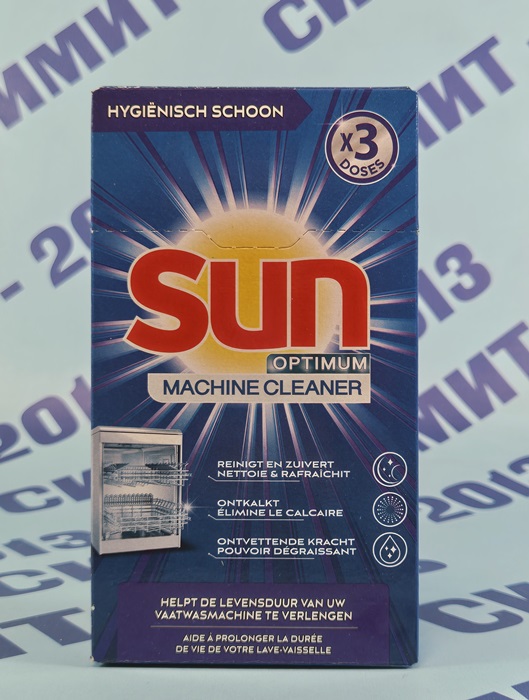 HYGIËNISCH SCHOON
x3
DOSES
Sun
OPTIMUM
MACHINE CLEANER
REINIGT EN ZUIVERT
NETTOIE & RAFRAÎCHIT
ONTKALKT
ÉLIMINE LE CALCAIRE
ONTVETTENDE KRACHT
POUVOIR DÉGRAISSANT
HELPT DE LEVENSDUUR VAN UW
VAATWASMACHINE TE VERLENGEN
AIDE À PROLONGER LA DURÉE
DE VIE DE VOTRE LAVE-VAISSELLE